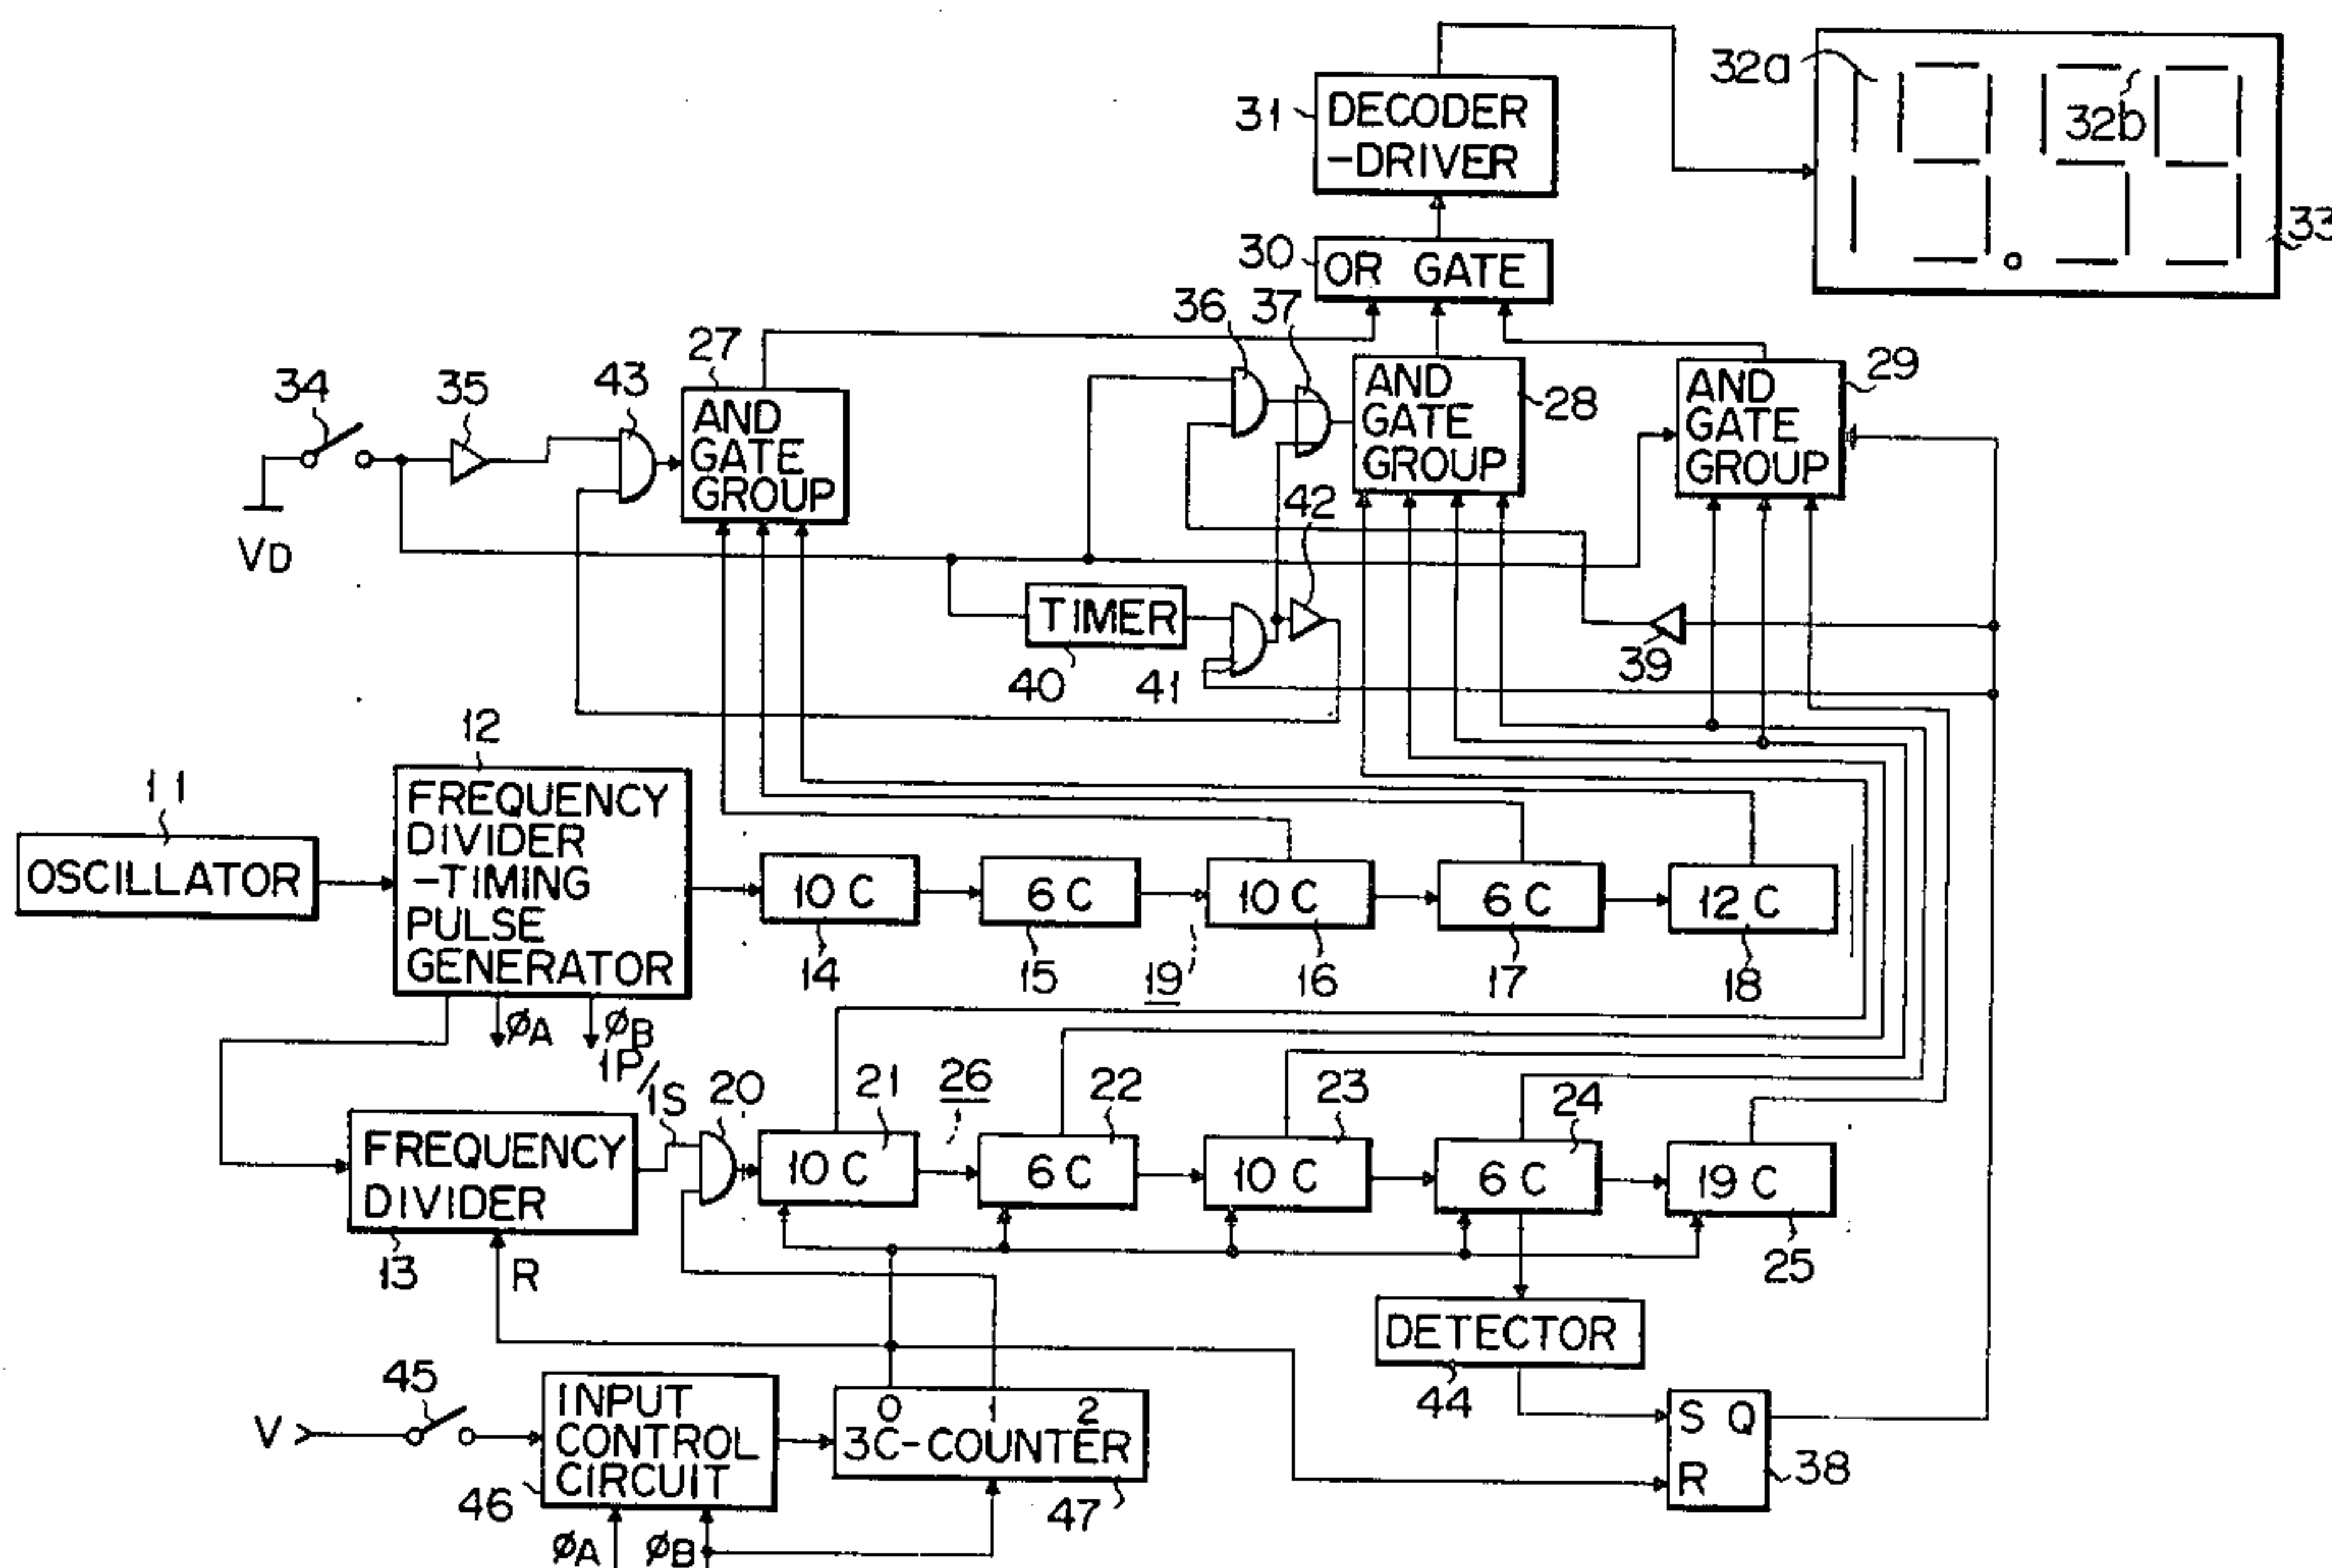 32a
32b
33
31
DECODER
-DRIVER
30
OR GATE
36
37
27
AND
GATE
GROUP
AND
GATE
GROUP
28
AND
GATE
GROUP
29
34
35
43
VD
42
TIMER
40
41
39
12
11
OSCILLATOR
FREQUENCY
DIVIDER
-TIMING
PULSE
GENERATOR
10 C
6 C
10 C
6 C
12 C
14
15
19
16
17
18
øA
øB
1P/1S
20
21
26
22
23
24
FREQUENCY
DIVIDER
10 C
6 C
10 C
6 C
19 C
13
R
25
DETECTOR
44
45
V
INPUT
CONTROL
CIRCUIT
46
0 1 2
3C-COUNTER
47
S Q
R
38
øA
øB